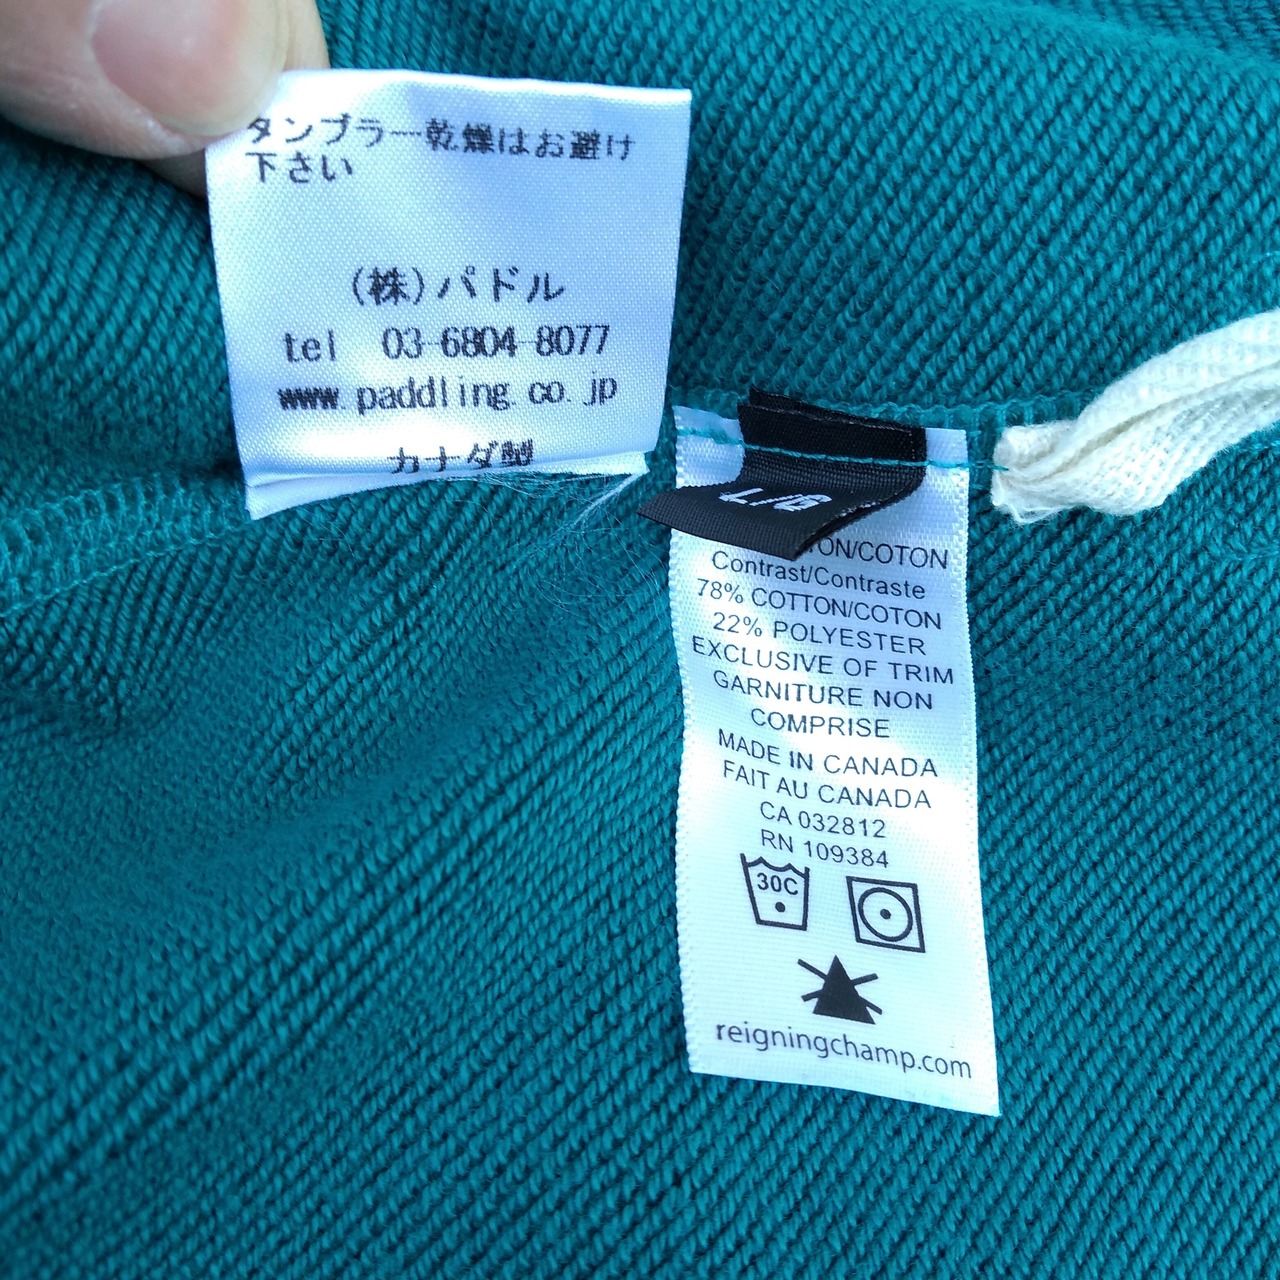 タンブラー乾燥はお避け
下さい
(株)パドル
tel 03-6804-8077
www.paddling.co.jp
カナダ製
L/G
TON/COTON
Contrast/Contraste
78% COTTON/COTON
22% POLYESTER
EXCLUSIVE OF TRIM
GARNITURE NON
COMPRISE
MADE IN CANADA
FAIT AU CANADA
CA 032812
RN 109384
30C
reigningchamp.com